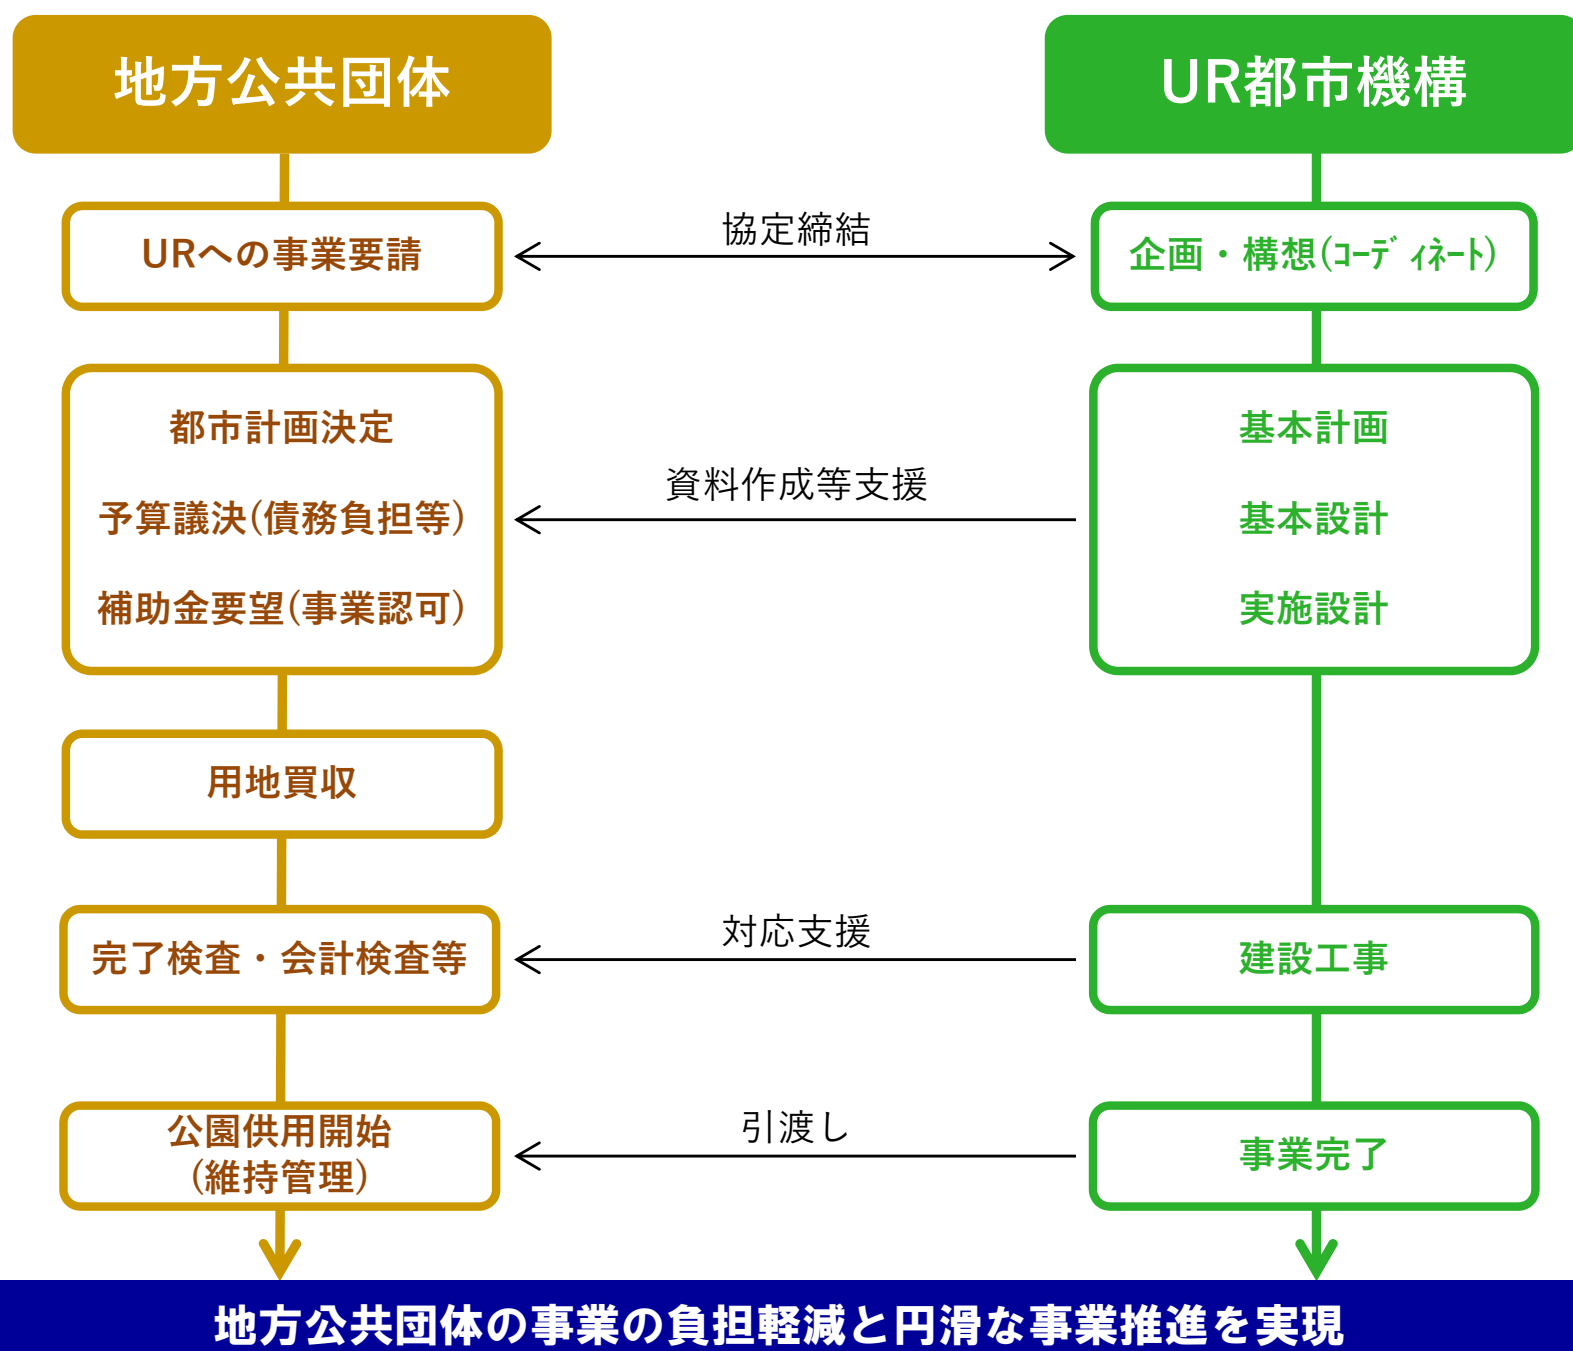 地方公共団体
UR都市機構
URへの事業要請
協定締結
企画・構想(ｺｰﾃﾞｨﾈｰﾄ)
都市計画決定
予算議決(債務負担等)
補助金要望(事業認可)
資料作成等支援
基本計画
基本設計
実施設計
用地買収
完了検査・会計検査等
対応支援
建設工事
公園供用開始
(維持管理)
引渡し
事業完了
地方公共団体の事業の負担軽減と円滑な事業推進を実現